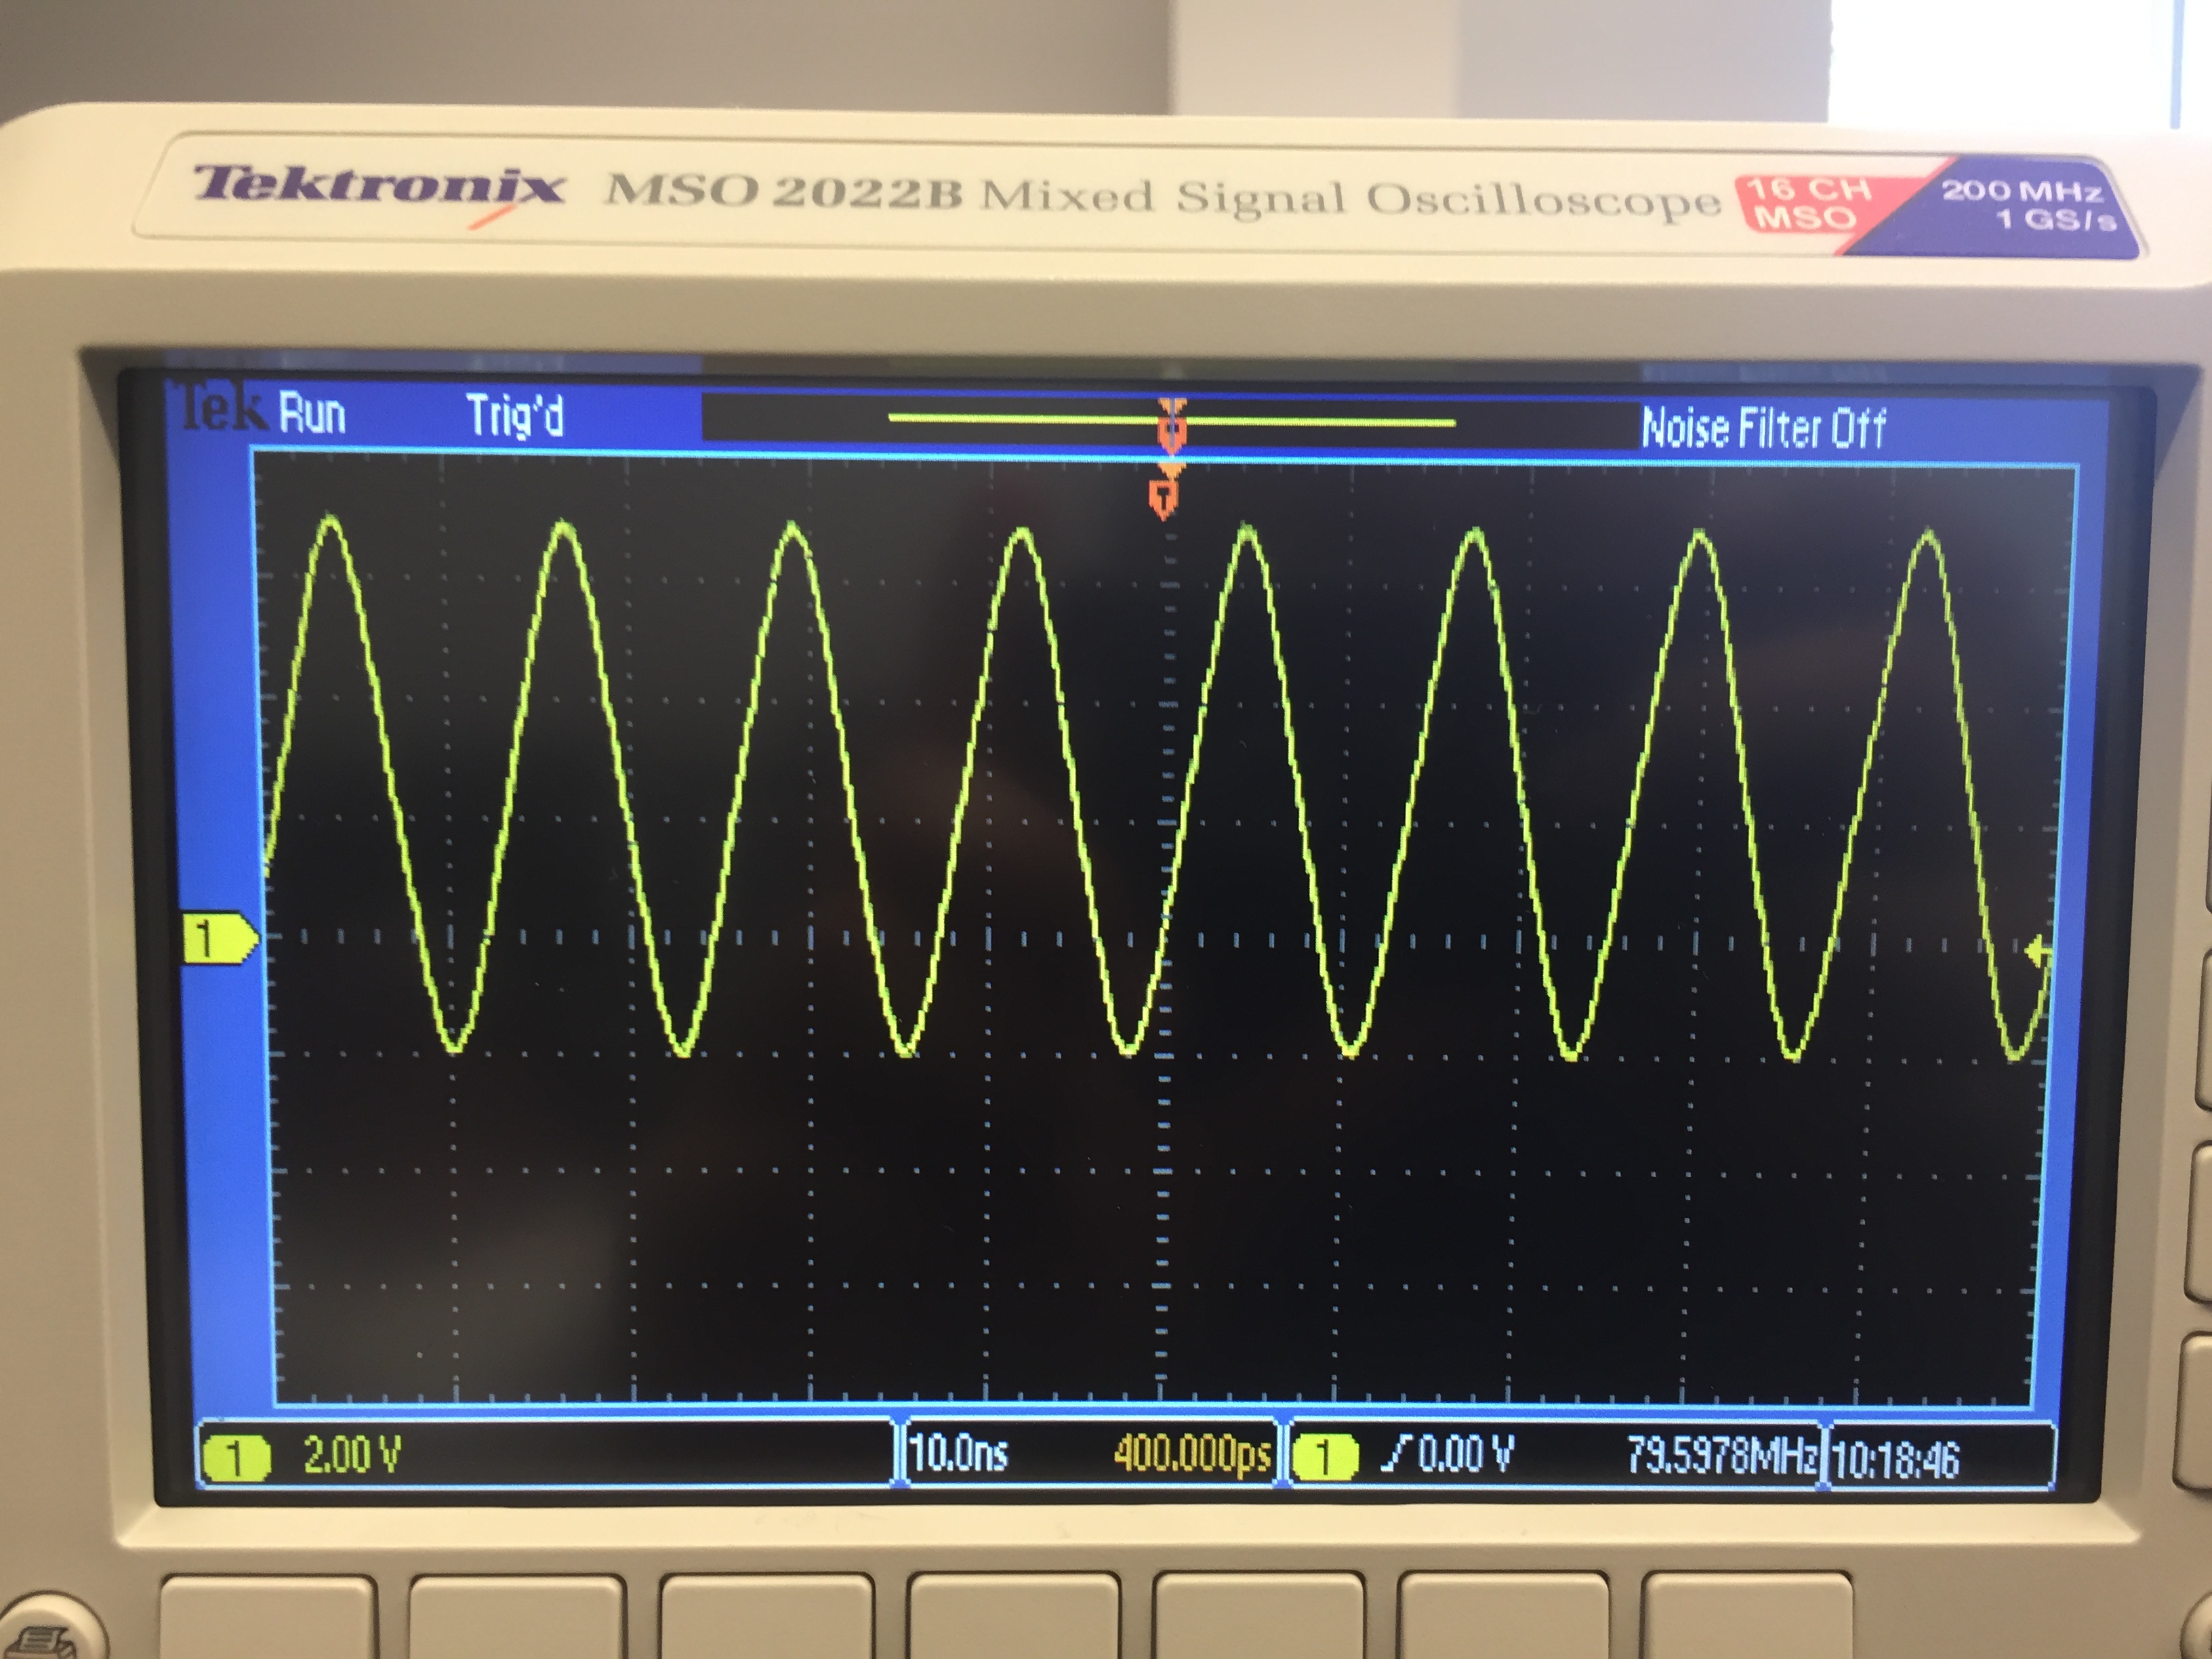 Tektronix MSO 2022B Mixed Signal Oscilloscope
16 CH
MSO
200 MHz
1 GS/s
Tek Run Trig'd Noise Filter Off
T
1
1 2.00 V 10.0ns 400.000ps 1 0.00 V 79.5978MHz 10:18:46